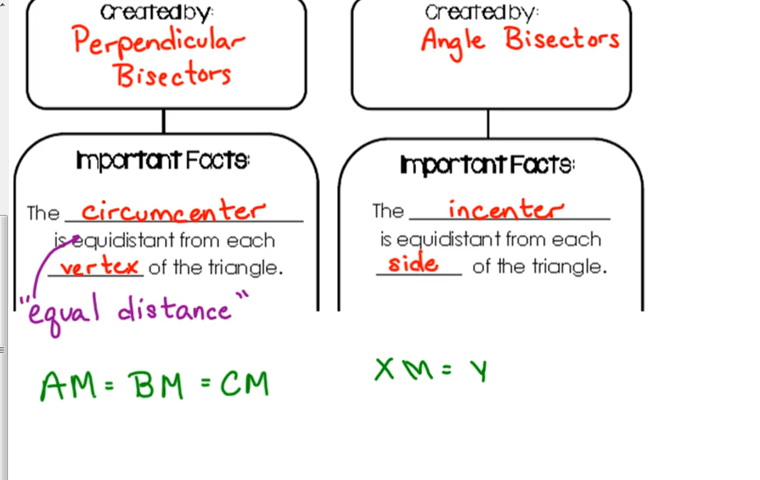 Created by:
Perpendicular
Bisectors
Important Facts:
The circumcenter
is equidistant from each
vertex of the triangle.
"equal distance"
AM = BM = CM
Created by:
Angle Bisectors
Important Facts:
The incenter
is equidistant from each
side of the triangle.
XM = Y